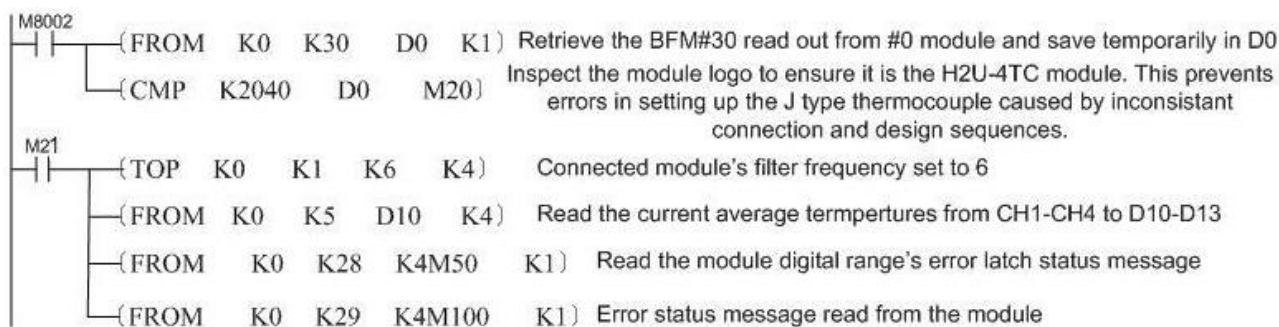 M8002
(FROM K0 K30 D0 K1) Retrieve the BFM#30 read out from #0 module and save temporarily in D0
(CMP K2040 D0 M20) Inspect the module logo to ensure it is the H2U-4TC module. This prevents
errors in setting up the J type thermocouple caused by inconsistant
connection and design sequences.
M21
(TOP K0 K1 K6 K4) Connected module's filter frequency set to 6
(FROM K0 K5 D10 K4) Read the current average termpertures from CH1-CH4 to D10-D13
(FROM K0 K28 K4M50 K1) Read the module digital range's error latch status message
(FROM K0 K29 K4M100 K1) Error status message read from the module